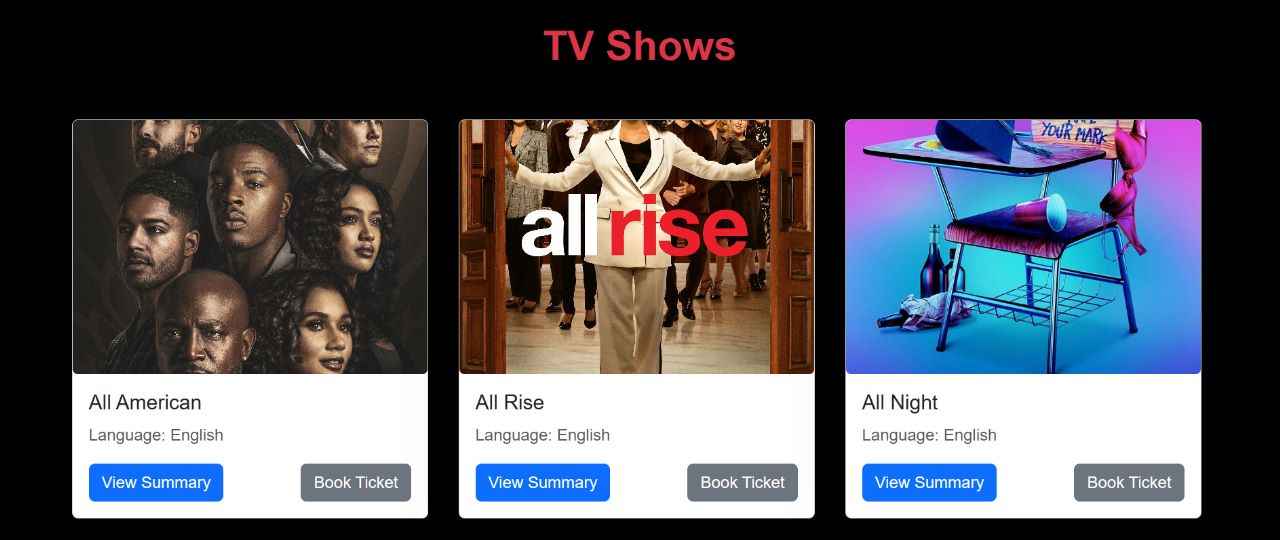 TV Shows
YOUR MARK
all rise
All American
Language: English
View Summary Book Ticket
All Rise
Language: English
View Summary Book Ticket
All Night
Language: English
View Summary Book Ticket